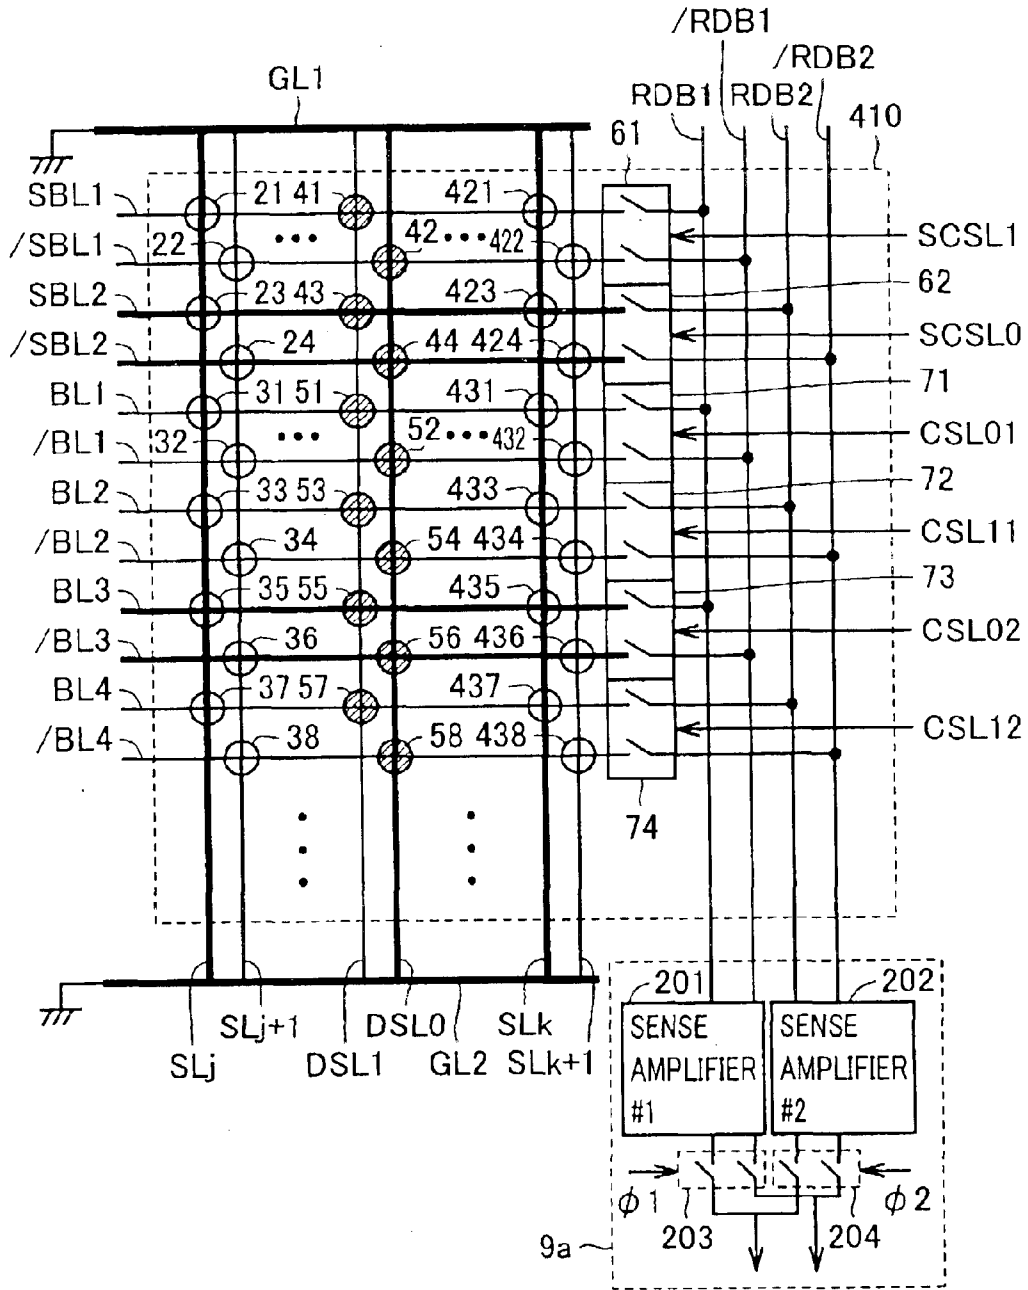 /RDB1
/RDB2
GL1
RDB1 RDB2
61
410
SBL1 21 41 421
/SBL1 22 ••• 42 ••• 422 SCSL1
SBL2 23 43 423 62
/SBL2 24 44 424 SCSL0
BL1 31 51 431 71
/BL1 32 ••• 52 ••• 432 CSL01
BL2 33 53 433 72
/BL2 34 54 434 CSL11
BL3 35 55 435 73
/BL3 36 56 436 CSL02
BL4 37 57 437
/BL4 38 58 438 CSL12
74
201 202
SLj SLj+1 DSL1 DSL0 GL2 SLk SLk+1
SENSE
AMPLIFIER
#1
SENSE
AMPLIFIER
#2
φ1 203 204 φ2
9a